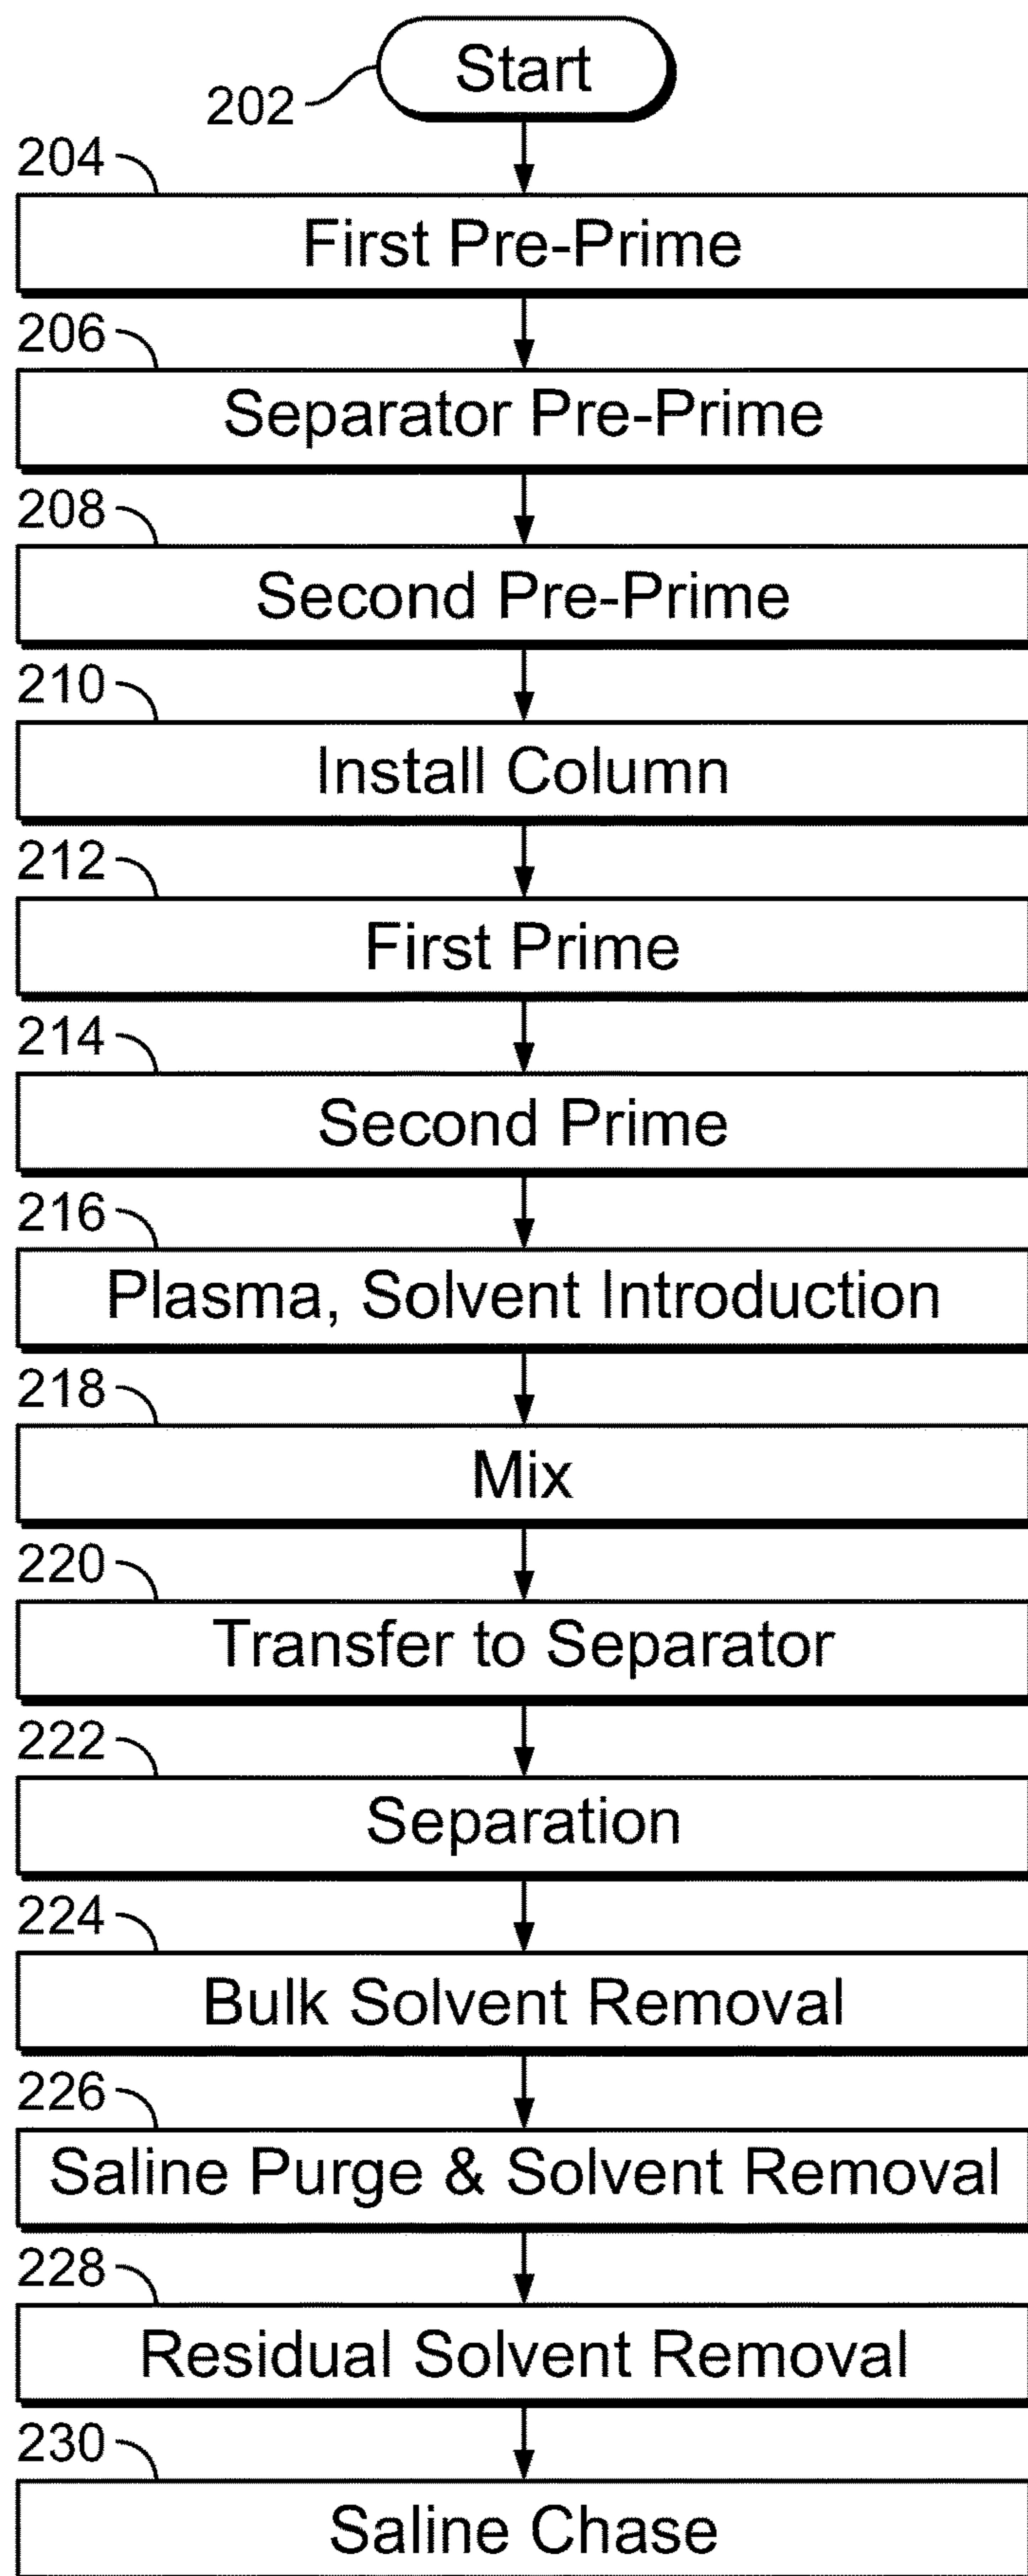 Start
202
204
First Pre-Prime
206
Separator Pre-Prime
208
Second Pre-Prime
210
Install Column
212
First Prime
214
Second Prime
216
Plasma, Solvent Introduction
218
Mix
220
Transfer to Separator
222
Separation
224
Bulk Solvent Removal
226
Saline Purge & Solvent Removal
228
Residual Solvent Removal
230
Saline Chase